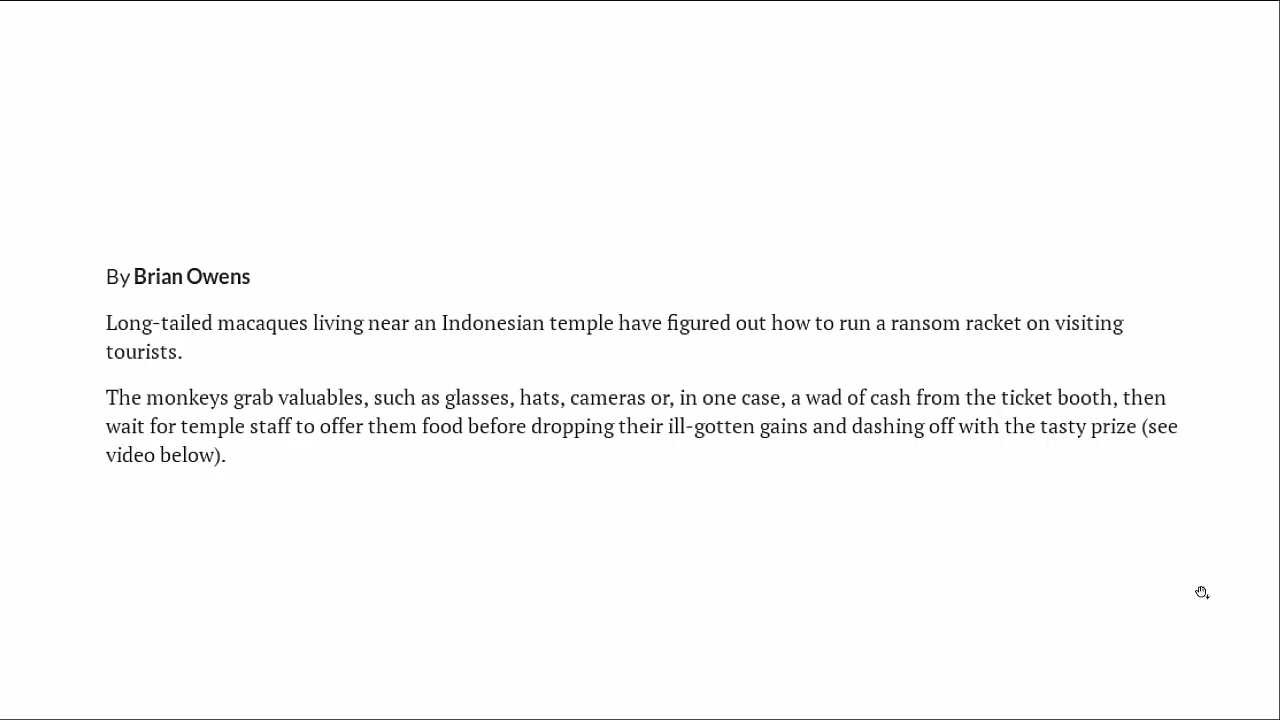 By Brian Owens
Long-tailed macaques living near an Indonesian temple have figured out how to run a ransom racket on visiting
tourists.
The monkeys grab valuables, such as glasses, hats, cameras or, in one case, a wad of cash from the ticket booth, then
wait for temple staff to offer them food before dropping their ill-gotten gains and dashing off with the tasty prize (see
video below).